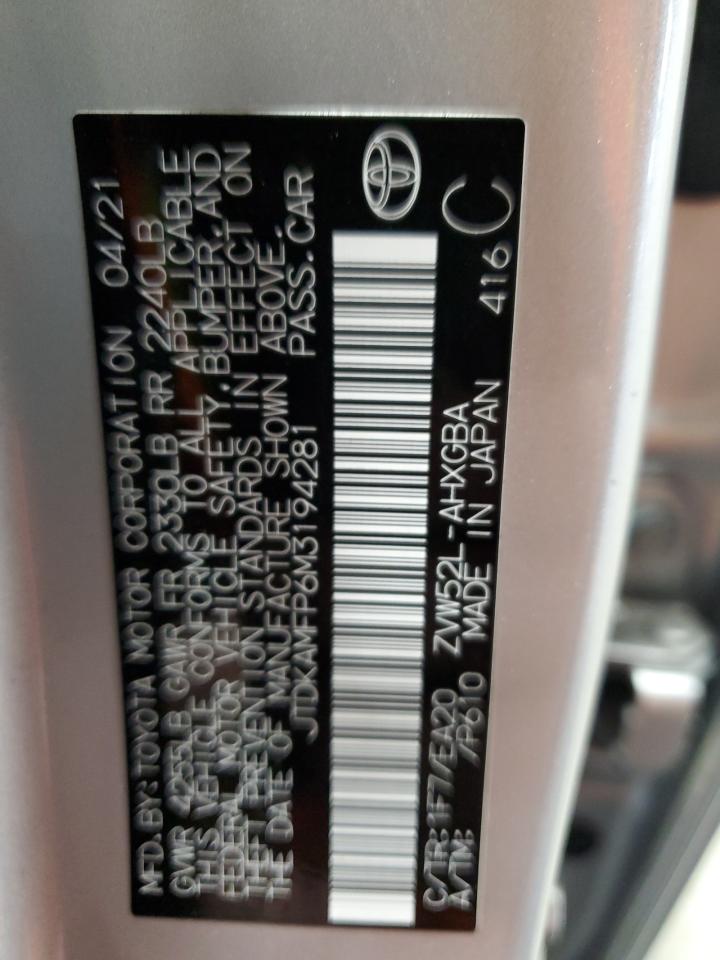 MFD. BY: TOYOTA MOTOR CORPORATION 04/21
GVWR 4255LB GAWR FR 2330LB RR 2240LB
THIS VEHICLE CONFORMS TO ALL APPLICABLE
FEDERAL MOTOR VEHICLE SAFETY, BUMPER, AND
THEFT PREVENTION STANDARDS IN EFFECT ON
THE DATE OF MANUFACTURE SHOWN ABOVE.
JTDKAMFP6M3194281 PASS. CAR
C/TR: 1F7/EA20 ZVW52L-AHXGBA
A/TM: /P610 MADE IN JAPAN 416 C